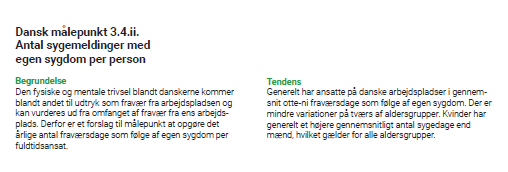 Dansk målepunkt 3.4.ii.
Antal sygemeldinger med
egen sygdom per person
Begrundelse
Den fysiske og mentale trivsel blandt danskerne kommer
blandt andet til udtryk som fravær fra arbejdspladsen og
kan vurderes ud fra omfanget af fravær fra ens arbejds-
plads. Derfor er et forslag til målepunkt at opgøre det
årlige antal fraværsdage som følge af egen sygdom per
fuldtidsansat.
Tendens
Generelt har ansatte på danske arbejdspladser i gennem-
snit otte-ni fraværsdage som følge af egen sygdom. Der er
mindre variationer på tværs af aldersgrupper. Kvinder har
generelt et højere gennemsnitligt antal sygedage end
mænd, hvilket gælder for alle aldersgrupper.